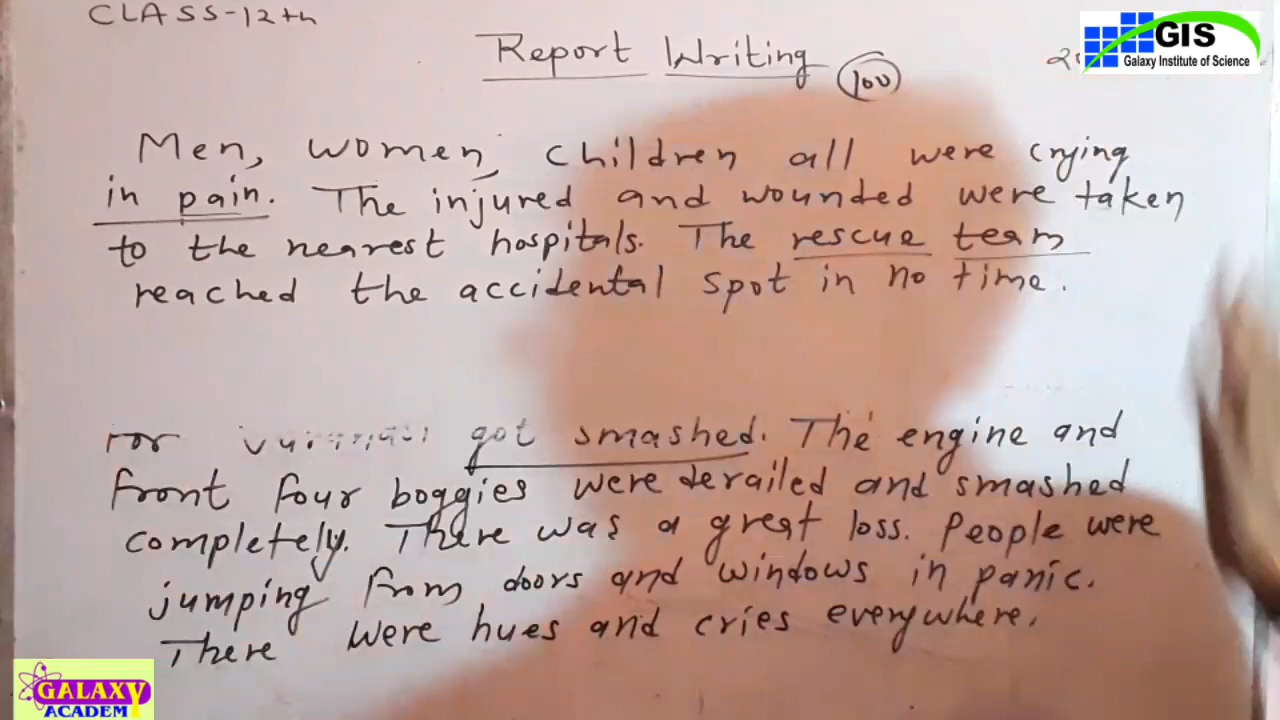 CLASS-12th
Report Writing
100
GIS
Galaxy Institute of Science
Men, women, children all were crying
in pain. The injured and wounded were taken
to the nearest hospitals. The rescue team
reached the accidental spot in no time.
got smashed. The engine and
front four boggies were derailed and smashed
completely. There was a great loss. People were
jumping from doors and windows in panic.
There were hues and cries everywhere.
GALAXY
ACADEMY